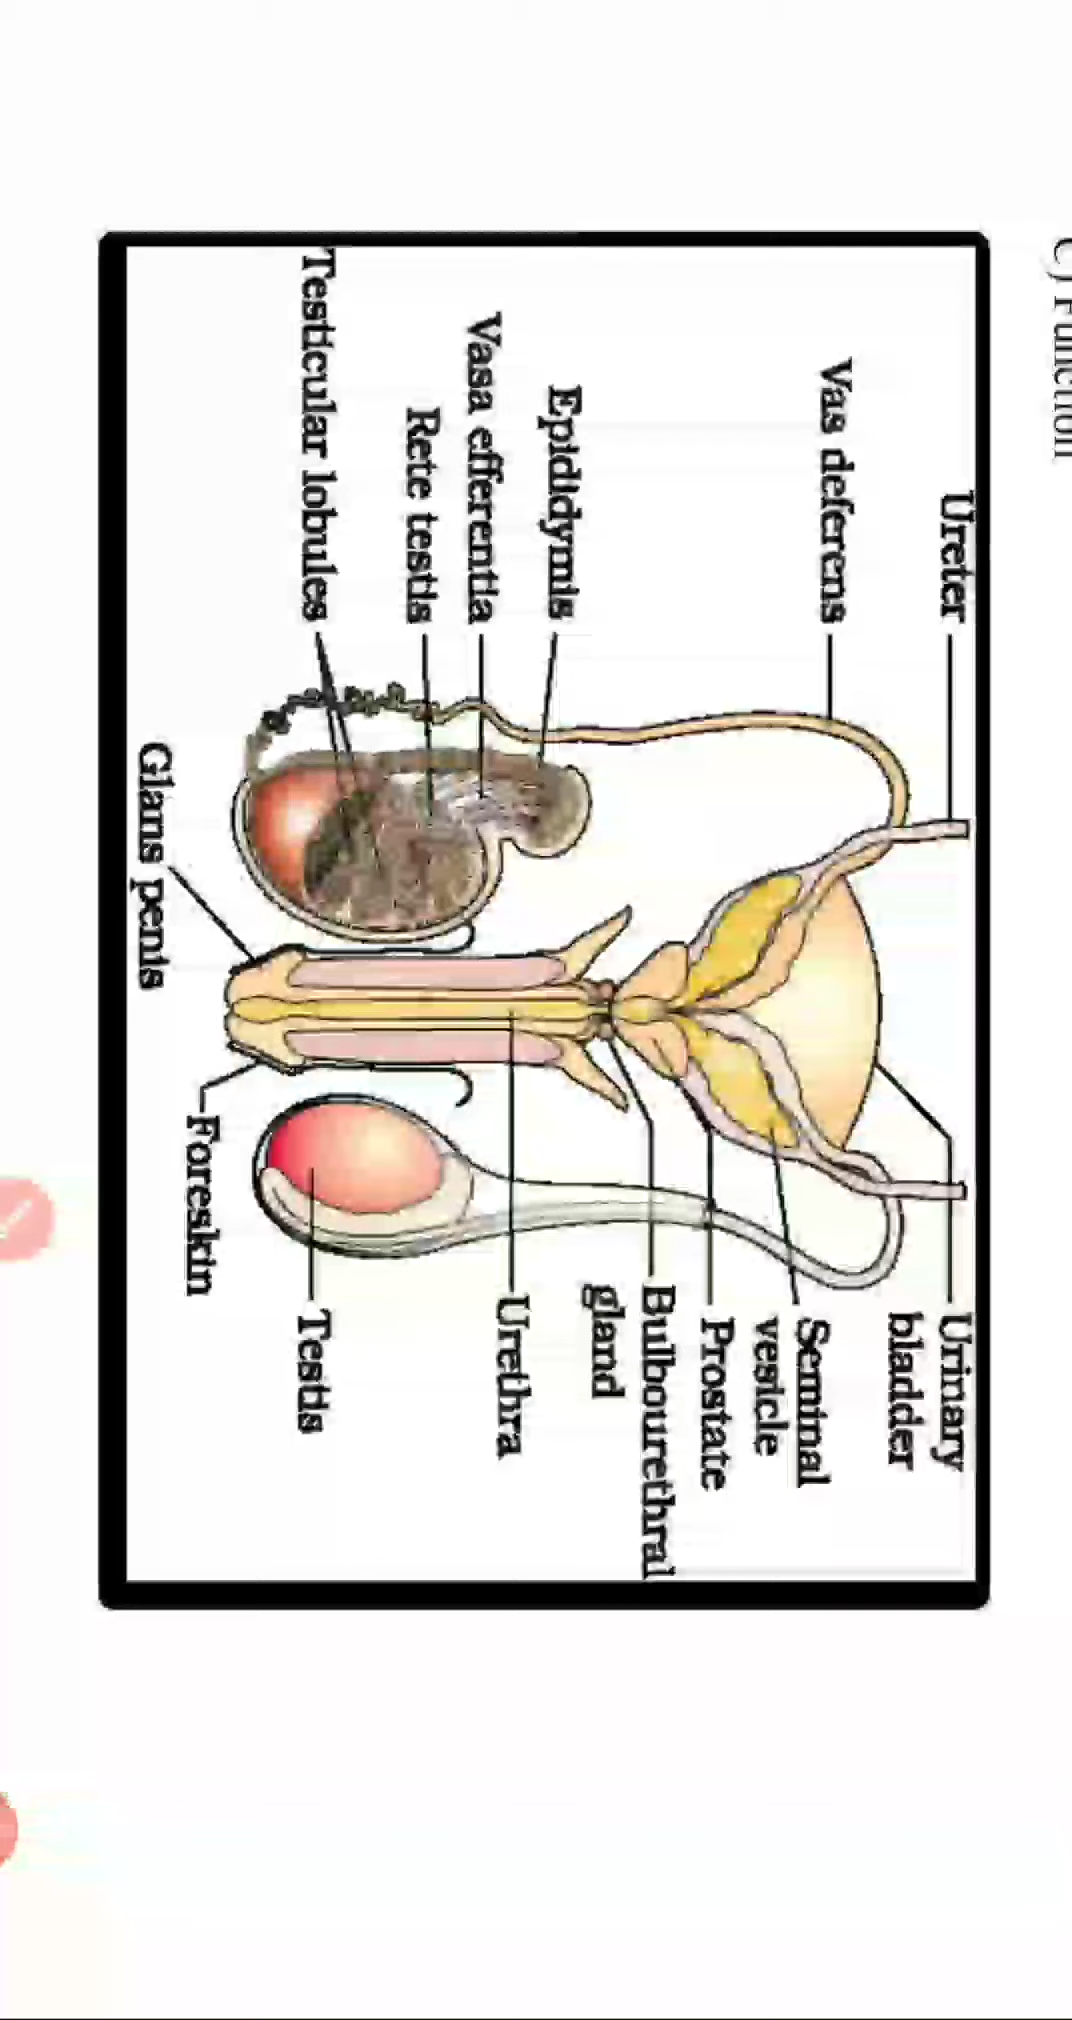 C) Function
Ureter
Vas deferens
Epididymis
Vasa efferentia
Rete testis
Testicular lobules
Glans penis
Urinary
bladder
Seminal
vesicle
Prostate
Bulbourethral
gland
Urethra
Testis
Foreskin